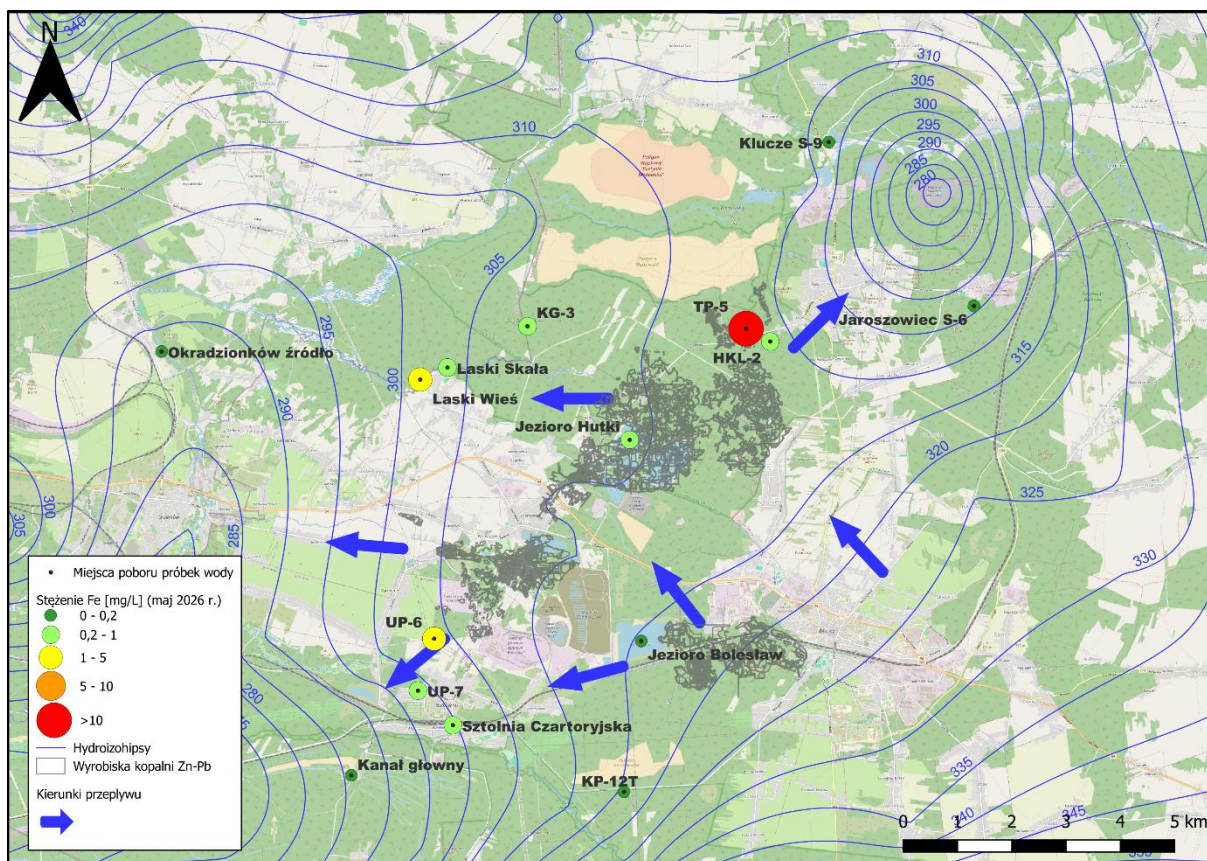 N
340
310
310
305
300
295
290
285
280
Klucze S-9
305
295
KG-3
TP-5
Jaroszowiec S-6
HKL-2
315
Okradzionków źródło
Laski Skała
300
Laski Wieś
290
Jezioro Hutki
320
325
300
305
285
330
UP-6
Jezioro Bolesław
UP-7
280
Sztolnia Czartoryjska
Kanał głowny
KP-12T
335
340
345
350
Miejsca poboru próbek wody
Stężenie Fe [mg/L] (maj 2026 r.)
0 - 0,2
0,2 - 1
1 - 5
5 - 10
>10
Hydroizohipsy
Wyrobiska kopalni Zn-Pb
Kierunki przepływu
0 1 2 3 4 5 km